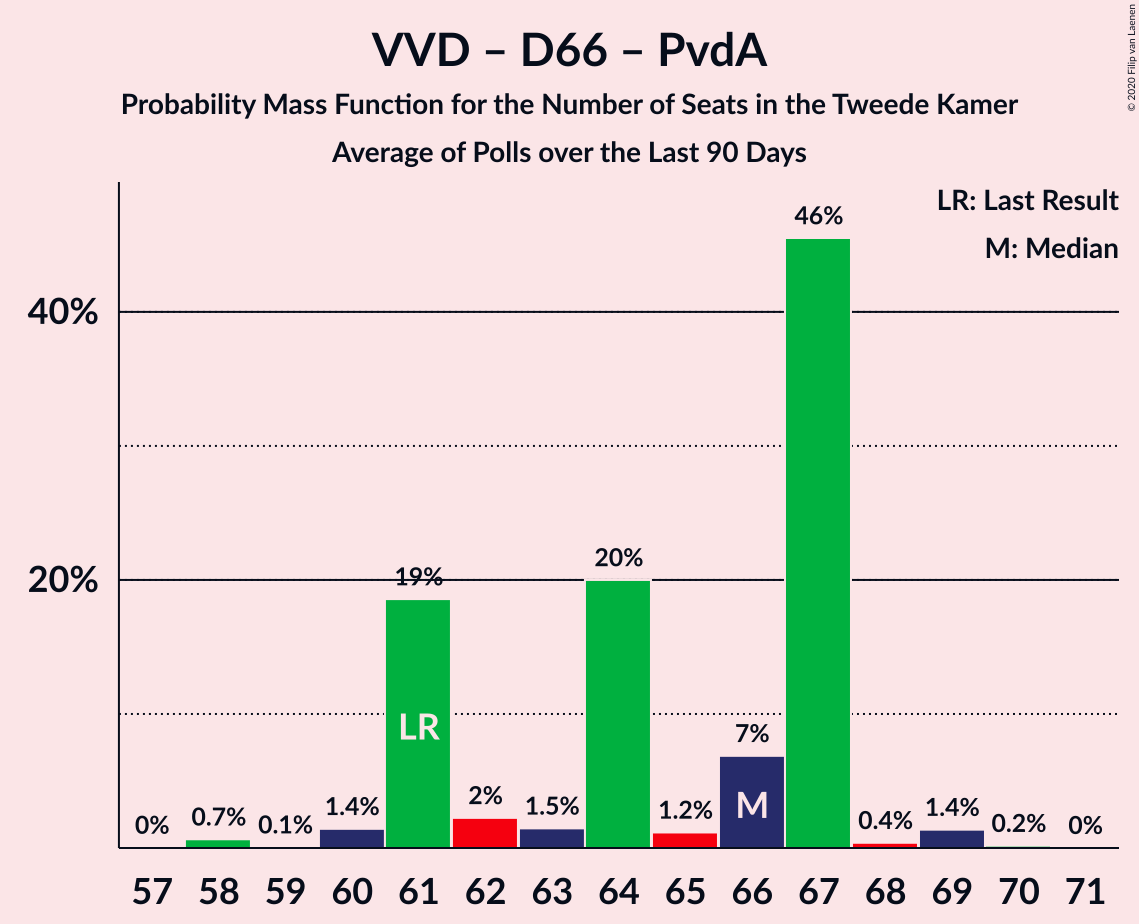 VVD – D66 – PvdA
Probability Mass Function for the Number of Seats in the Tweede Kamer
Average of Polls over the Last 90 Days
© 2020 Filip van Laenen
LR: Last Result
M: Median
46%
40%
20%
20%
19%
LR
7%
M
0%
0.7%
0.1%
1.4%
2%
1.5%
1.2%
0.4%
1.4%
0.2%
0%
57 58 59 60 61 62 63 64 65 66 67 68 69 70 71